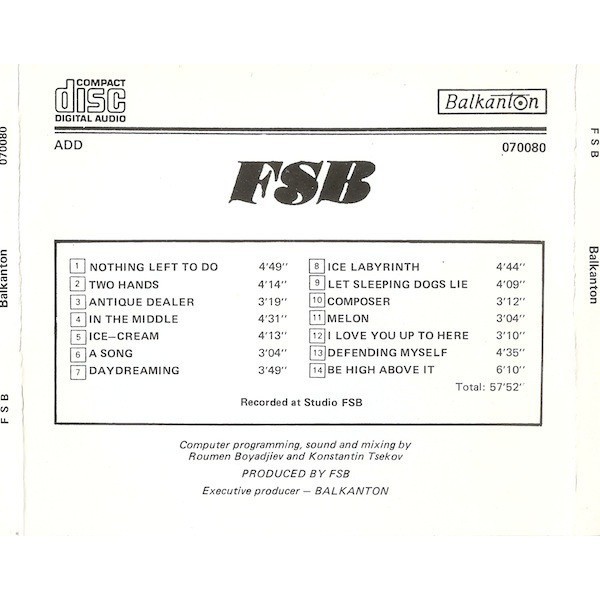 COMPACT
disc
DIGITAL AUDIO
Balkanton
ADD
070080
FSB
1 NOTHING LEFT TO DO 4'49''
2 TWO HANDS 4'14''
3 ANTIQUE DEALER 3'19''
4 IN THE MIDDLE 4'31''
5 ICE—CREAM 4'13''
6 A SONG 3'04''
7 DAYDREAMING 3'49''
8 ICE LABYRINTH 4'44''
9 LET SLEEPING DOGS LIE 4'09''
10 COMPOSER 3'12''
11 MELON 3'04''
12 I LOVE YOU UP TO HERE 3'10''
13 DEFENDING MYSELF 4'35''
14 BE HIGH ABOVE IT 6'10''
Total: 57'52''
Recorded at Studio FSB
Computer programming, sound and mixing by
Roumen Boyadjiev and Konstantin Tsekov
PRODUCED BY FSB
Executive producer — BALKANTON
FSB Balkanton 070080
FSB Balkanton